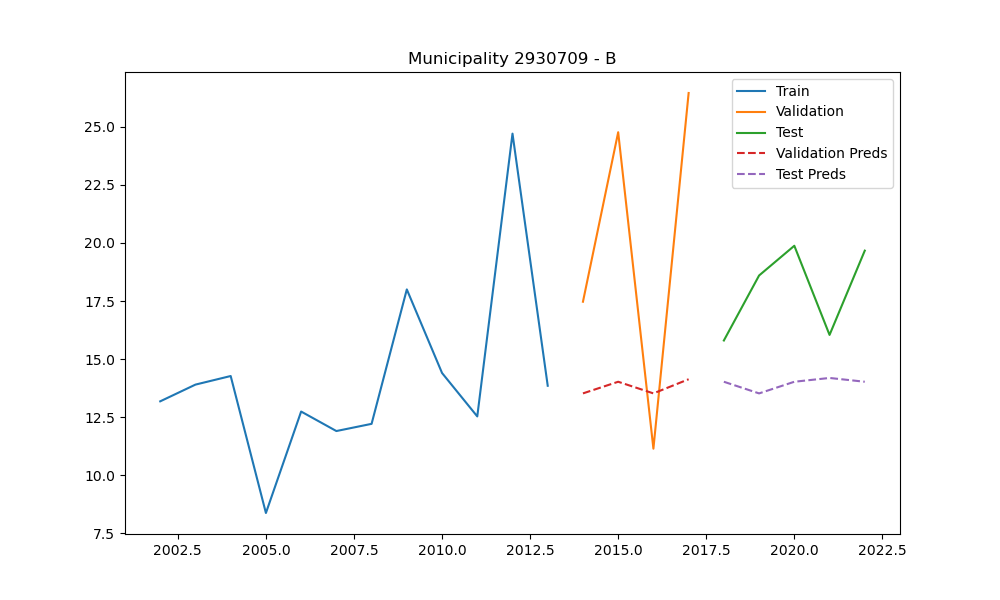 Municipality 2930709 - B
Train
Validation
Test
Validation Preds
Test Preds
25.0
22.5
20.0
17.5
15.0
12.5
10.0
7.5
2002.5 2005.0 2007.5 2010.0 2012.5 2015.0 2017.5 2020.0 2022.5